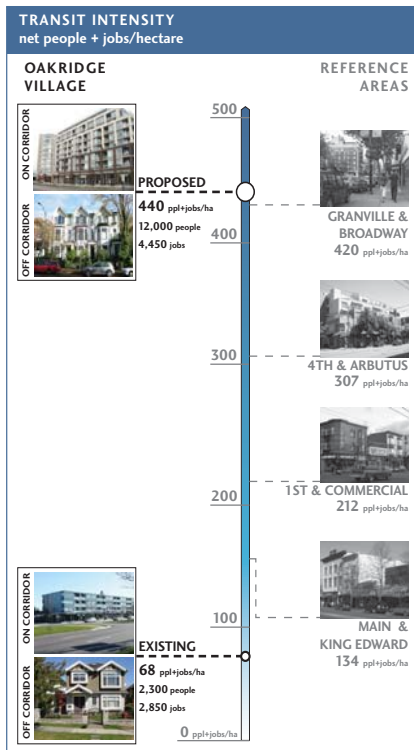 TRANSIT INTENSITY
net people + jobs/hectare
OAKRIDGE
VILLAGE
REFERENCE
AREAS
ON CORRIDOR
OFF CORRIDOR
PROPOSED
440 ppl+jobs/ha
12,000 people
4,450 jobs
500
400
300
200
100
0 ppl+jobs/ha
GRANVILLE &
BROADWAY
420 ppl+jobs/ha
4TH & ARBUTUS
307 ppl+jobs/ha
1ST & COMMERCIAL
212 ppl+jobs/ha
MAIN &
KING EDWARD
134 ppl+jobs/ha
ON CORRIDOR
OFF CORRIDOR
EXISTING
68 ppl+jobs/ha
2,300 people
2,850 jobs